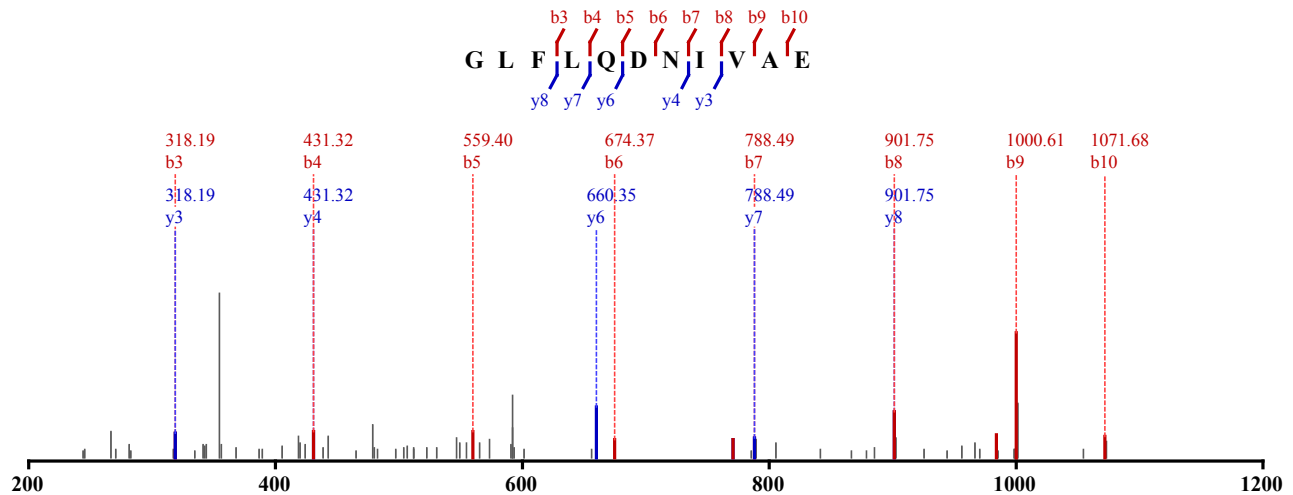 b3 b4 b5 b6 b7 b8 b9 b10
G L F L Q D N I V A E
y8 y7 y6 y4 y3
318.19 431.32 559.40 674.37 788.49 901.75 1000.61 1071.68
b3 b4 b5 b6 b7 b8 b9 b10
318.19 431.32 660.35 788.49 901.75
y3 y4 y6 y7 y8
200 400 600 800 1000 1200